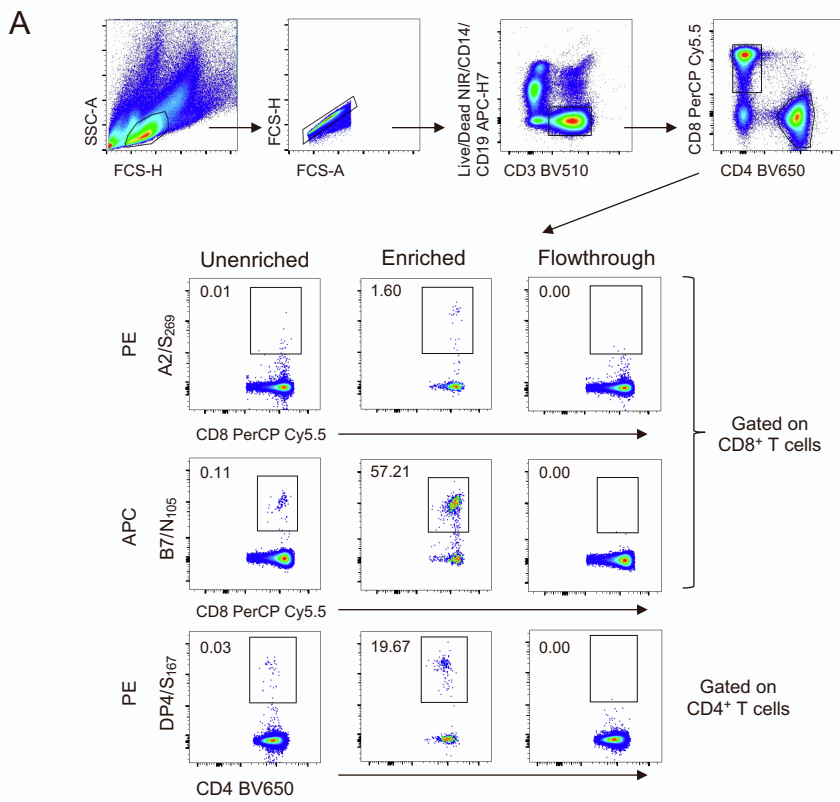 A
SSC-A
FCS-H
FCS-H
FCS-A
Live/Dead NIR/CD14/
CD19 APC-H7
CD3 BV510
CD8 PerCP Cy5.5
CD4 BV650
Unenriched
Enriched
Flowthrough
PE
A2/S₂₆₉
0.01
1.60
0.00
CD8 PerCP Cy5.5
Gated on
CD8⁺ T cells
APC
B7/N₁₀₅
0.11
57.21
0.00
CD8 PerCP Cy5.5
PE
DP4/S₁₆₇
0.03
19.67
0.00
Gated on
CD4⁺ T cells
CD4 BV650